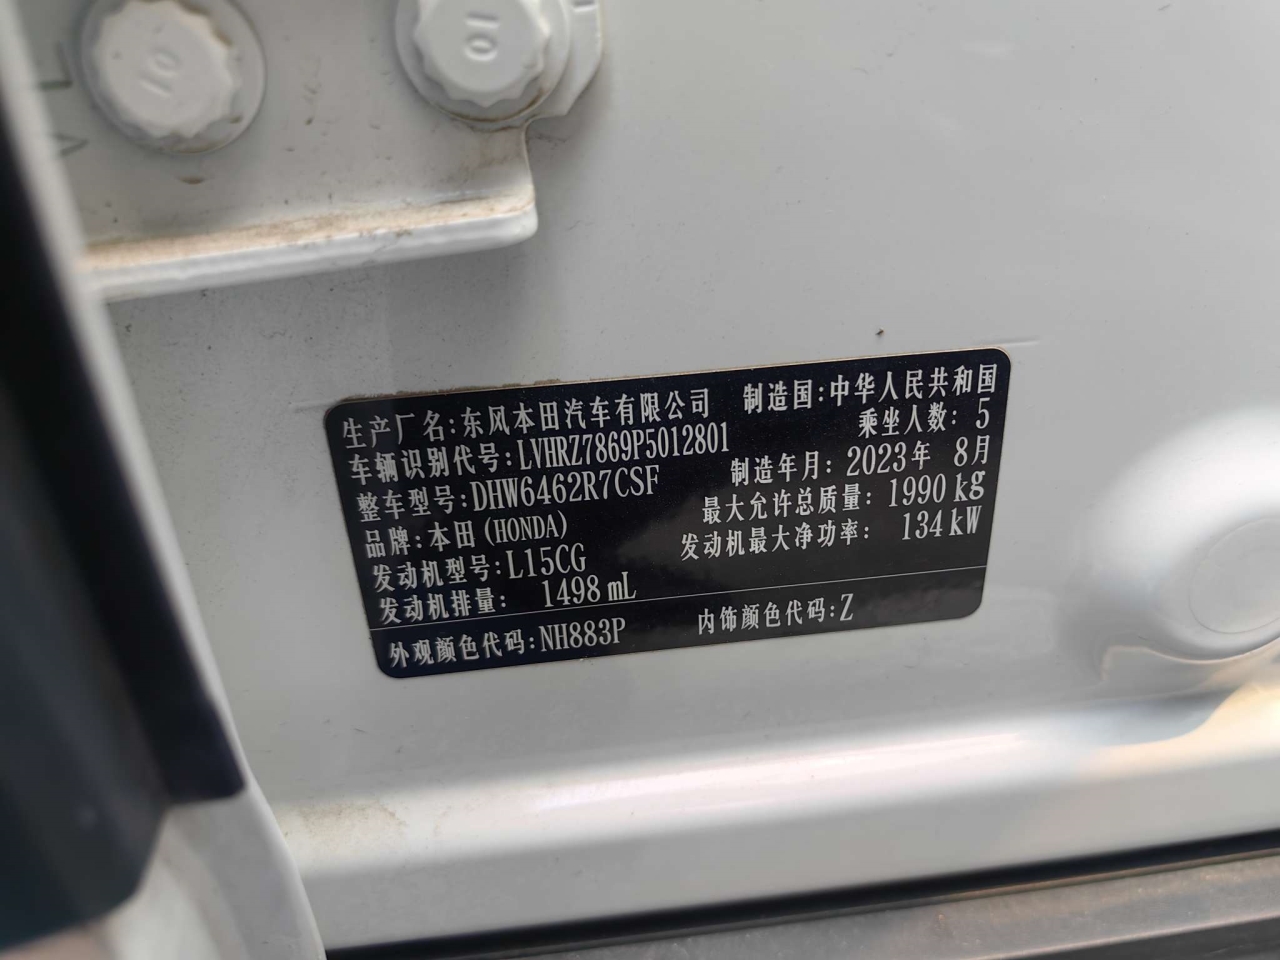 10
10
生产厂名:东风本田汽车有限公司 制造国:中华人民共和国
车辆识别代号:LVHRZ7869P5012801 乘坐人数: 5
整车型号:DHW6462R7CSF 制造年月: 2023年 8月
品牌:本田(HONDA) 最大允许总质量: 1990 kg
发动机型号:L15CG 发动机最大净功率: 134 kW
发动机排量: 1498 mL
外观颜色代码:NH883P 内饰颜色代码:Z